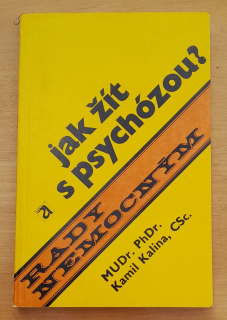 jak žít
s psychózou?
RADY
NEMOCNÝM
MUDr. PhDr.
Kamil Kalina, CSc.